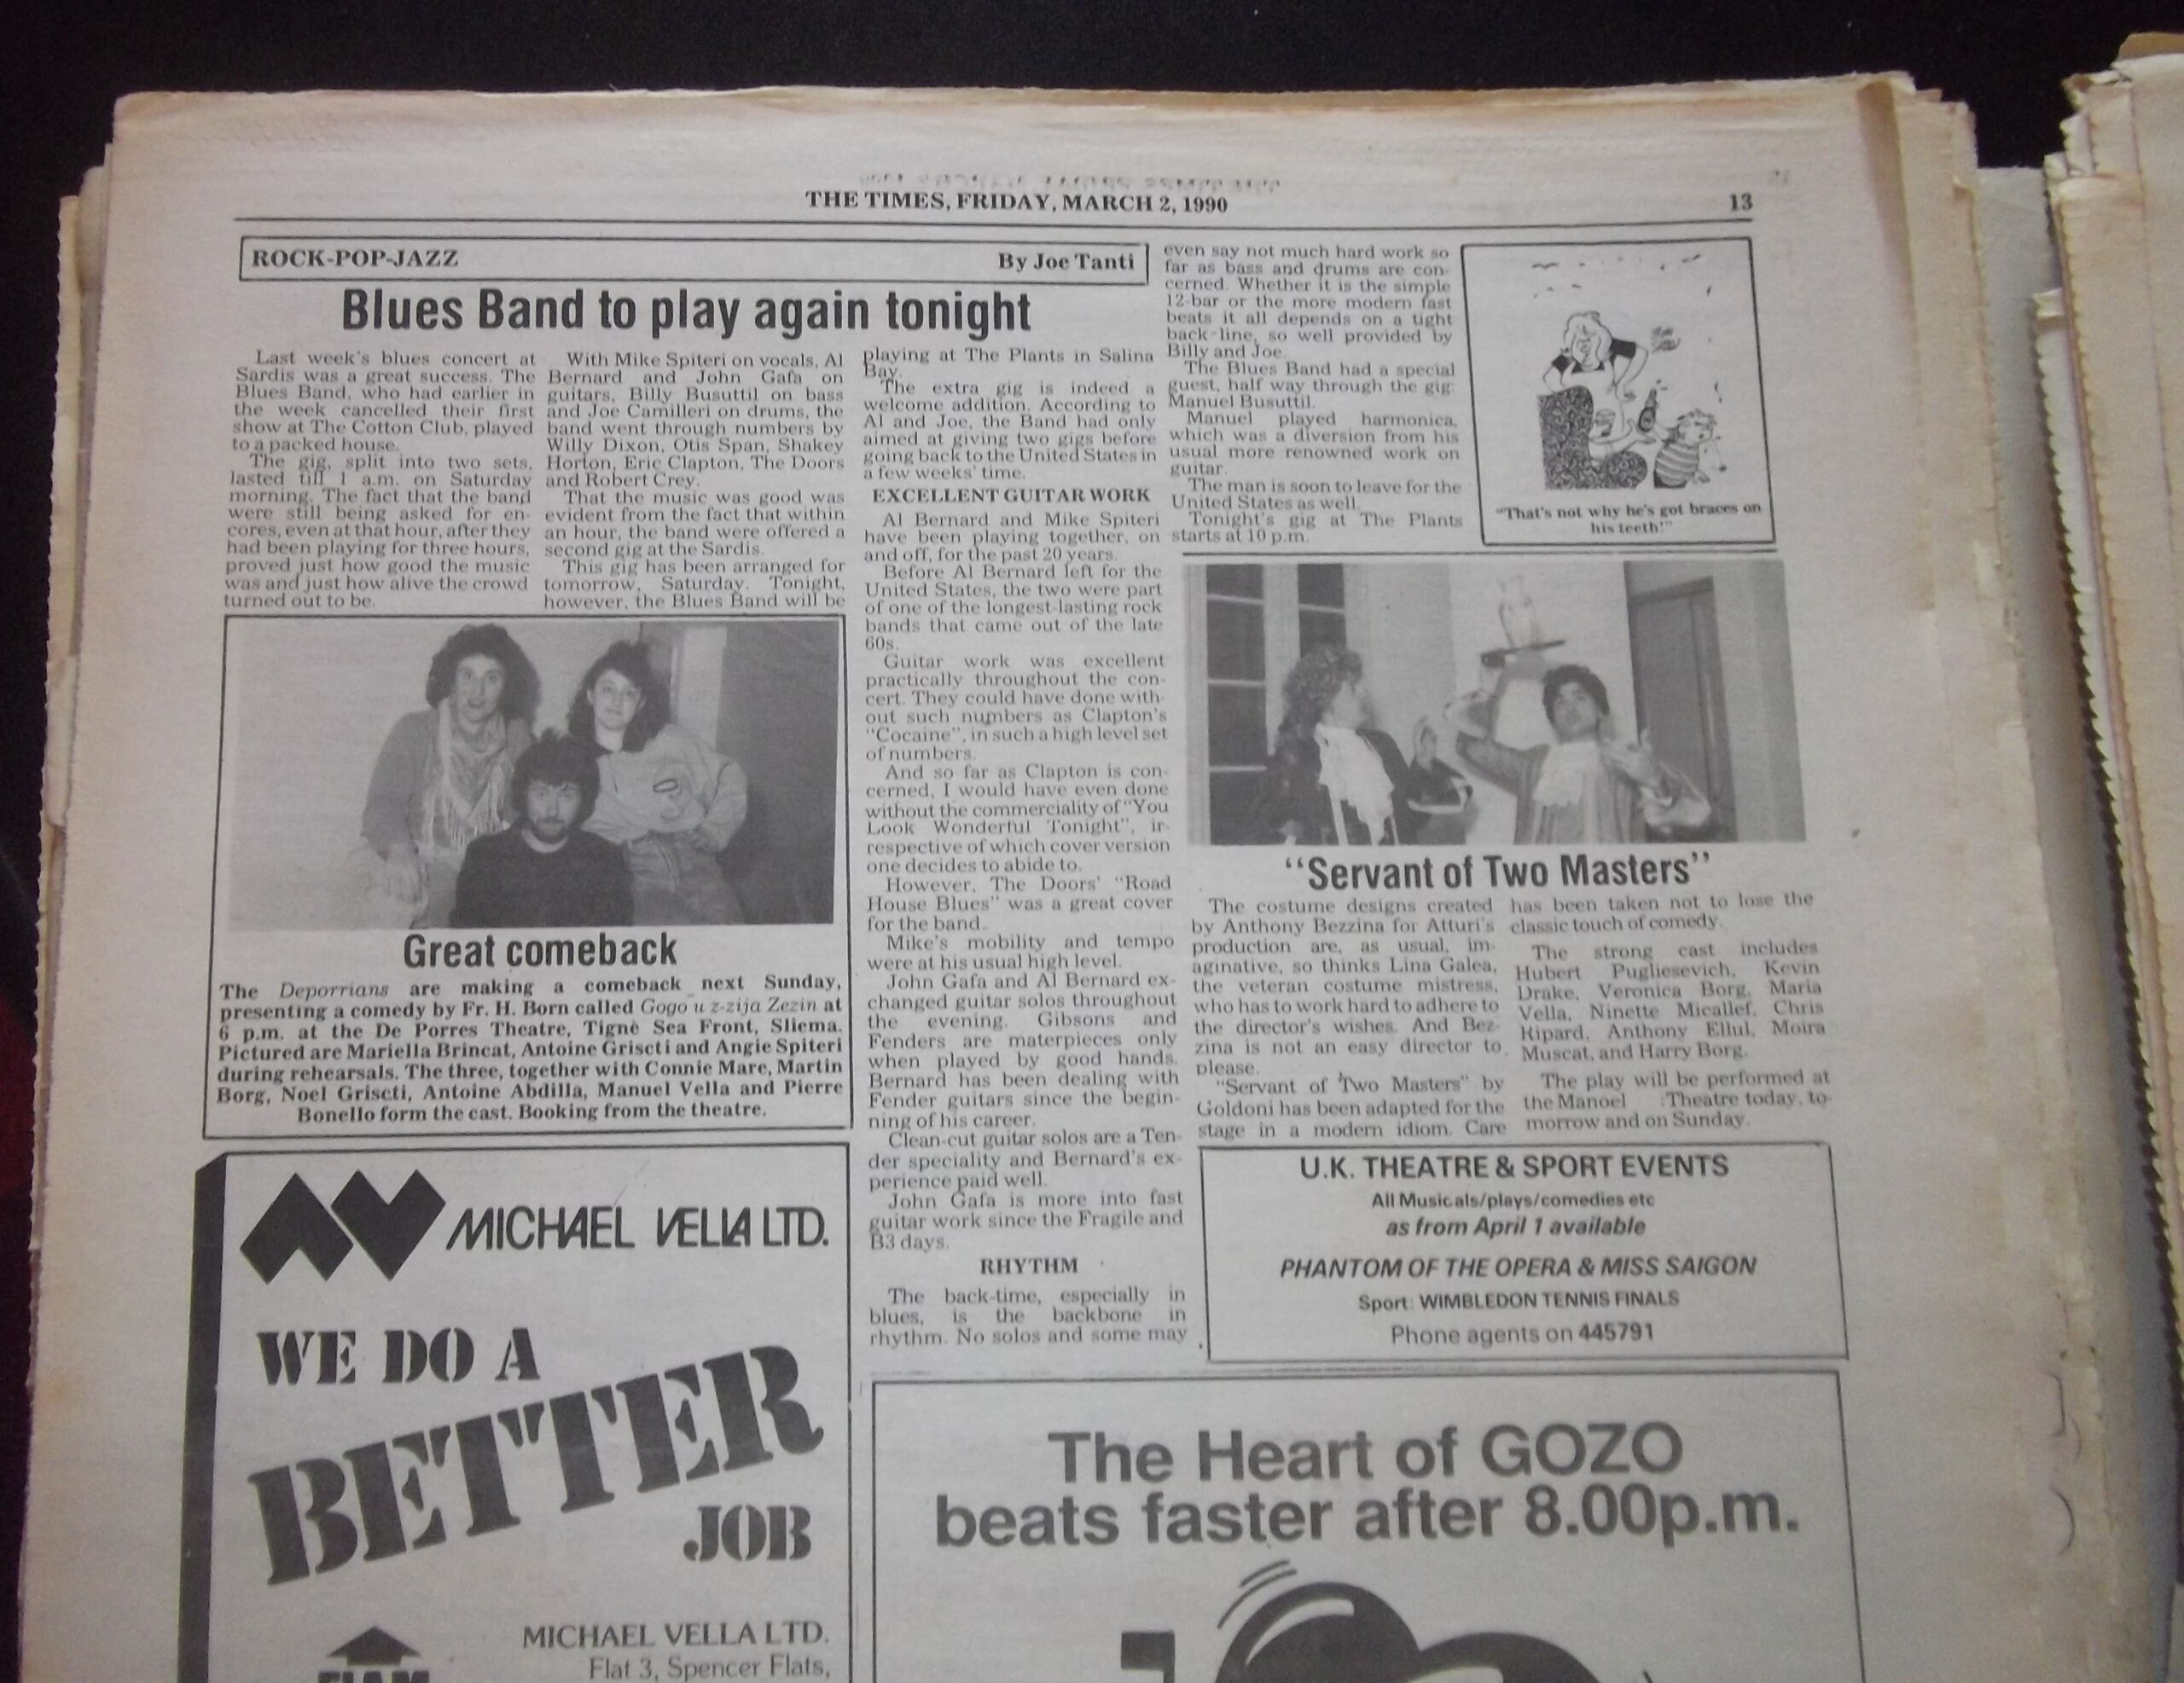 THE TIMES, FRIDAY, MARCH 2, 1990
13
ROCK-POP-JAZZ
By Joe Tanti
Blues Band to play again tonight
Last week's blues concert at
Sardis was a great success. The
Blues Band, who had earlier in
the week cancelled their first
show at The Cotton Club, played
to a packed house.
The gig, split into two sets,
lasted till 1 a.m. on Saturday
morning. The fact that the band
were still being asked for en-
cores, even at that hour, after they
had been playing for three hours,
proved just how good the music
was and just how alive the crowd
turned out to be.
With Mike Spiteri on vocals, Al
Bernard and John Gafa on
guitars, Billy Busuttil on bass
and Joe Camilleri on drums, the
band went through numbers by
Willy Dixon, Otis Span, Shakey
Horton, Eric Clapton, The Doors
and Robert Crey.
That the music was good was
evident from the fact that within
an hour, the band were offered a
second gig at the Sardis.
This gig has been arranged for
tomorrow, Saturday. Tonight,
however, the Blues Band will be
playing at The Plants in Salina
Bay.
The extra gig is indeed a
welcome addition. According to
Al and Joe, the Band had only
aimed at giving two gigs before
going back to the United States in
a few weeks' time.
EXCELLENT GUITAR WORK
Al Bernard and Mike Spiteri
have been playing together, on
and off, for the past 20 years.
Before Al Bernard left for the
United States, the two were part
of one of the longest-lasting rock
bands that came out of the late
60s.
Guitar work was excellent
practically throughout the con-
cert. They could have done with-
out such numbers as Clapton's
"Cocaine", in such a high level set
of numbers.
And so far as Clapton is con-
cerned, I would have even done
without the commerciality of "You
Look Wonderful Tonight", ir-
respective of which cover version
one decides to abide to.
However, The Doors' "Road
House Blues" was a great cover
for the band..
Mike's mobility and tempo
were at his usual high level.
John Gafa and Al Bernard ex-
changed guitar solos throughout
the evening. Gibsons and
Fenders are materpieces only
when played by good hands.
Bernard has been dealing with
Fender guitars since the begin-
ning of his career.
Clean-cut guitar solos are a Ten-
der speciality and Bernard's ex-
perience paid well.
John Gafa is more into fast
guitar work since the Fragile and
B3 days.
RHYTHM
The back-time, especially in
blues, is the backbone in
rhythm. No solos and some may
even say not much hard work so
far as bass and drums are con-
cerned. Whether it is the simple
12-bar or the more modern fast
beats it all depends on a tight
back-line, so well provided by
Billy and Joe.
The Blues Band had a special
guest, half way through the gig:
Manuel Busuttil.
Manuel played harmonica,
which was a diversion from his
usual more renowned work on
guitar.
The man is soon to leave for the
United States as well.
Tonight's gig at The Plants
starts at 10 p.m.
"That's not why he's got braces on
his teeth!"
Great comeback
The Deporrians are making a comeback next Sunday,
presenting a comedy by Fr. H. Born called Gogo u z-zija Zezin at
6 p.m. at the De Porres Theatre, Tignè Sea Front, Sliema.
Pictured are Mariella Brincat, Antoine Griscti and Angie Spiteri
during rehearsals. The three, together with Connie Mare, Martin
Borg, Noel Griscti, Antoine Abdilla, Manuel Vella and Pierre
Bonello form the cast. Booking from the theatre.
"Servant of Two Masters"
The costume designs created
by Anthony Bezzina for Atturi's
production are, as usual, im-
aginative, so thinks Lina Galea,
the veteran costume mistress,
who has to work hard to adhere to
the director's wishes. And Bez-
zina is not an easy director to
please.
"Servant of Two Masters" by
Goldoni has been adapted for the
stage in a modern idiom. Care
has been taken not to lose the
classic touch of comedy.
The strong cast includes
Hubert Pugliesevich, Kevin
Drake, Veronica Borg, Maria
Vella, Ninette Micallef, Chris
Ripard, Anthony Ellul, Moira
Muscat, and Harry Borg.
The play will be performed at
the Manoel Theatre today, to-
morrow and on Sunday.
MICHAEL VELLA LTD.
WE DO A
BETTER
JOB
MICHAEL VELLA LTD.
Flat 3, Spencer Flats,
U.K. THEATRE & SPORT EVENTS
All Musicals/plays/comedies etc
as from April 1 available
PHANTOM OF THE OPERA & MISS SAIGON
Sport: WIMBLEDON TENNIS FINALS
Phone agents on 445791
The Heart of GOZO
beats faster after 8.00p.m.